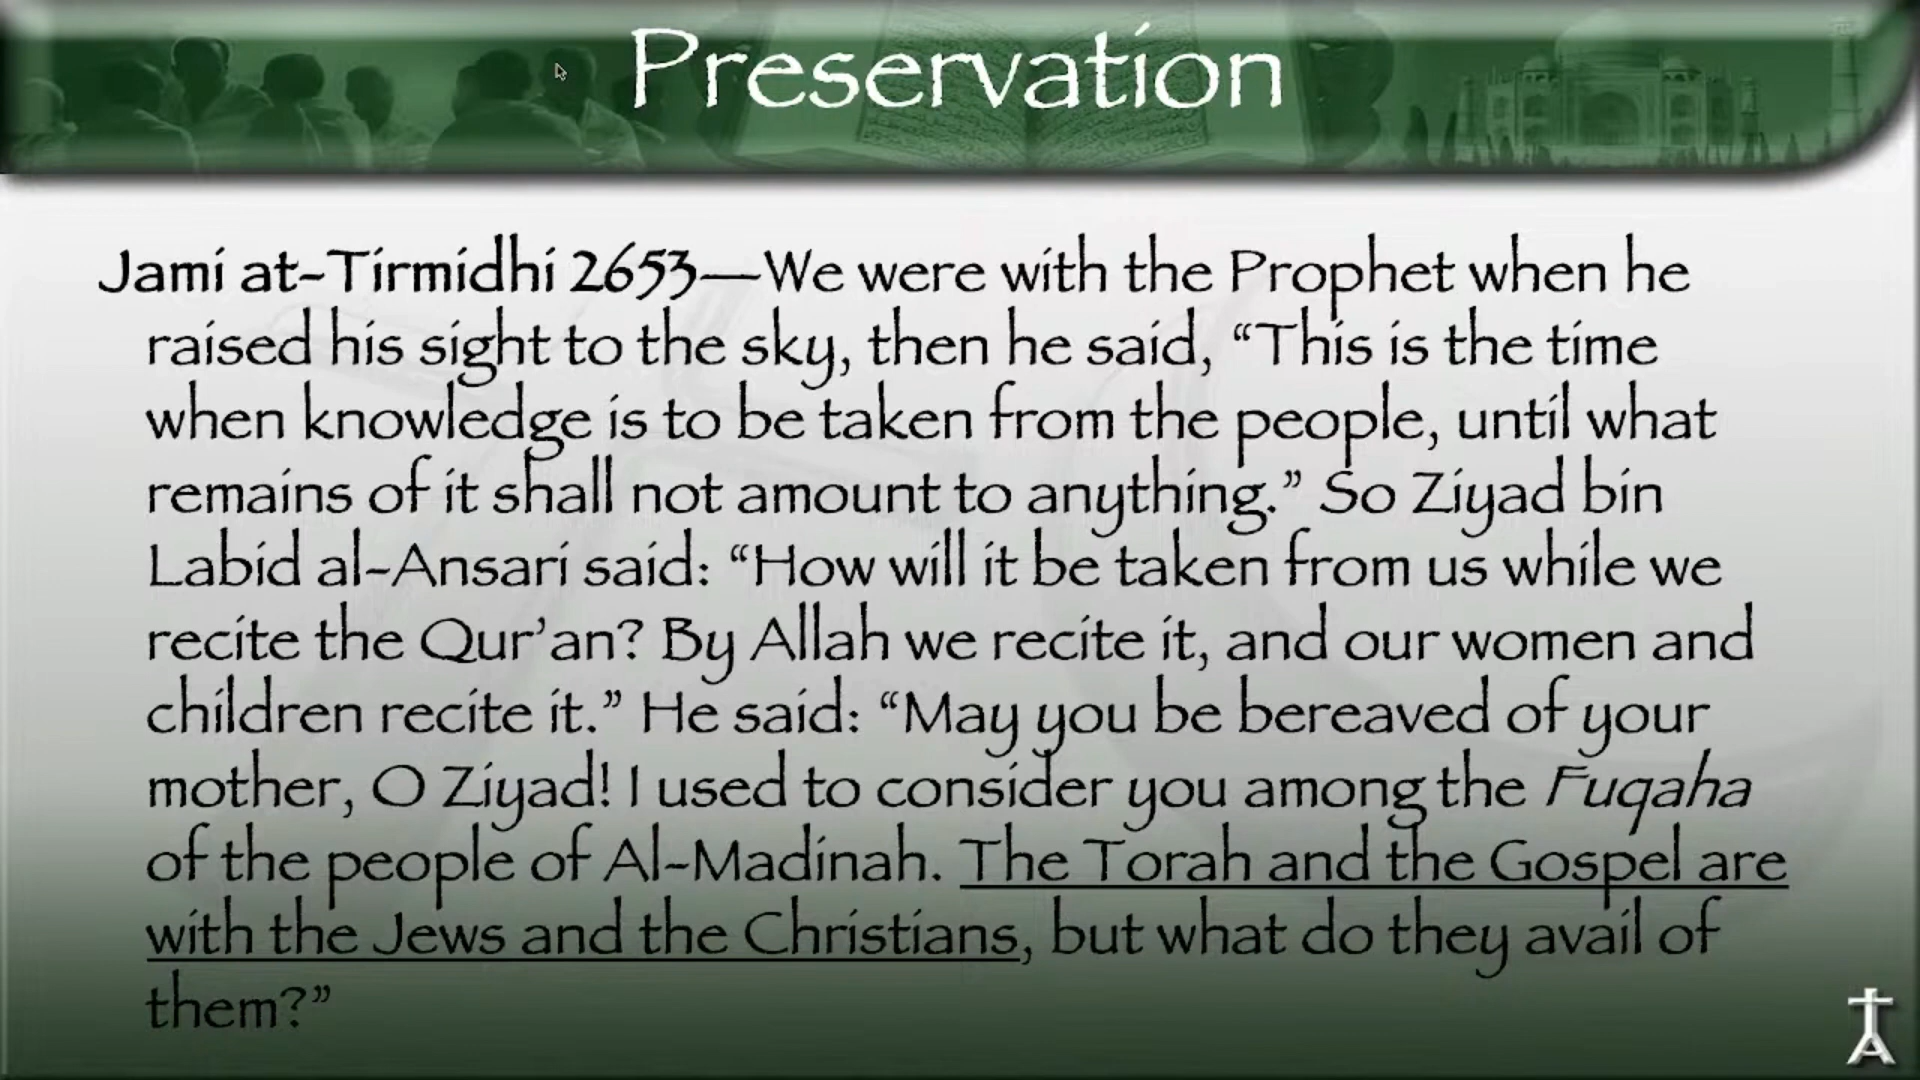 Preservation
Jami at-Tirmidhi 2653—We were with the Prophet when he
raised his sight to the sky, then he said, “This is the time
when knowledge is to be taken from the people, until what
remains of it shall not amount to anything.” So Ziyad bin
Labid al-Ansari said: “How will it be taken from us while we
recite the Qur’an? By Allah we recite it, and our women and
children recite it.” He said: “May you be bereaved of your
mother, O Ziyad! I used to consider you among the Fuqaha
of the people of Al-Madinah. The Torah and the Gospel are
with the Jews and the Christians, but what do they avail of
them?”